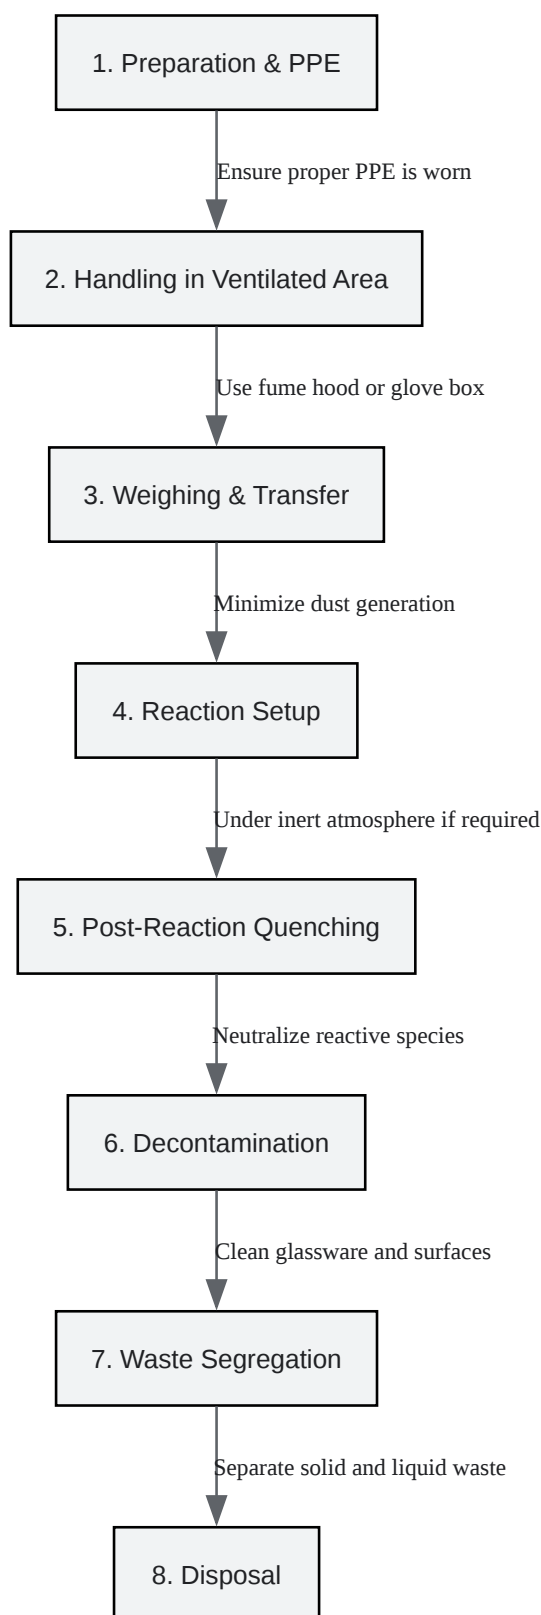 1. Preparation & PPE
Ensure proper PPE is worn
2. Handling in Ventilated Area
Use fume hood or glove box
3. Weighing & Transfer
Minimize dust generation
4. Reaction Setup
Under inert atmosphere if required
5. Post-Reaction Quenching
Neutralize reactive species
6. Decontamination
Clean glassware and surfaces
7. Waste Segregation
Separate solid and liquid waste
8. Disposal